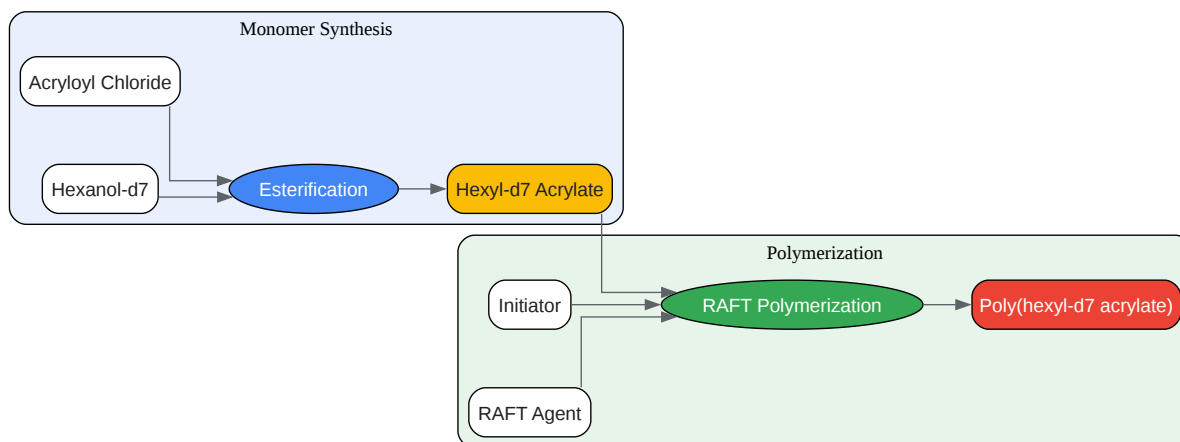 Monomer Synthesis
Acryloyl Chloride
Hexanol-d7
Esterification
Hexyl-d7 Acrylate
Polymerization
Initiator
RAFT Polymerization
Poly(hexyl-d7 acrylate)
RAFT Agent